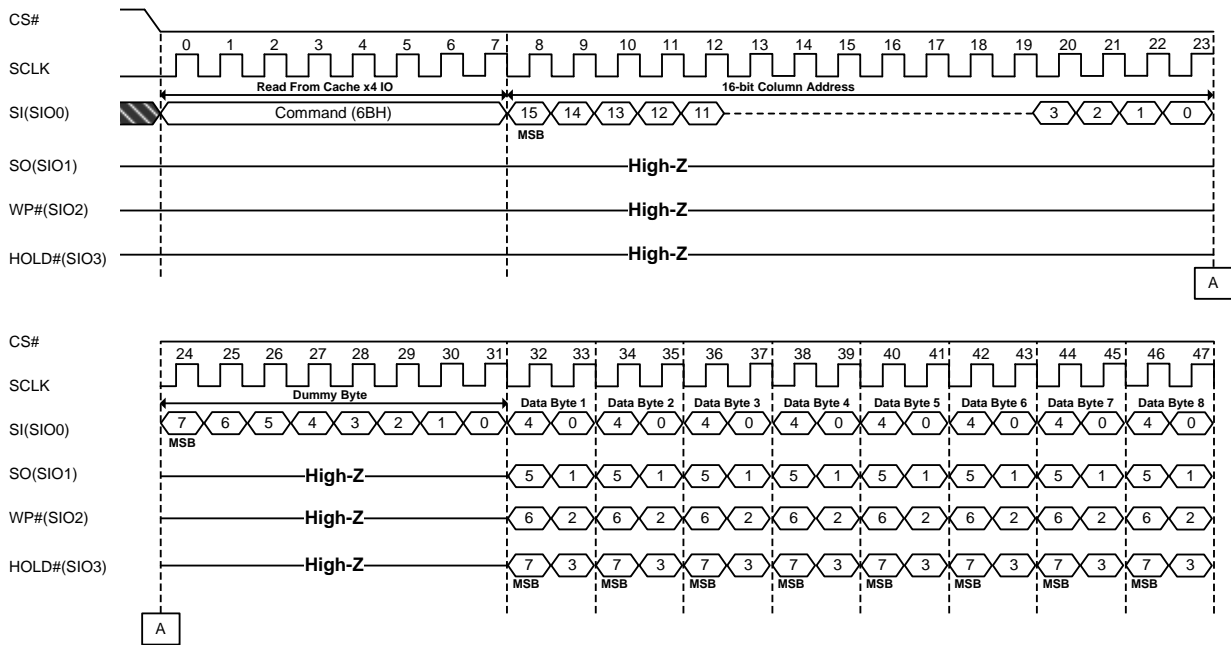 CS#
0 1 2 3 4 5 6 7 8 9 10 11 12 13 14 15 16 17 18 19 20 21 22 23
SCLK
Read From Cache x4 IO 16-bit Column Address
SI(SIO0) Command (6BH) 15 14 13 12 11 3 2 1 0
MSB
SO(SIO1) High-Z
WP#(SIO2) High-Z
HOLD#(SIO3) High-Z
A
CS#
24 25 26 27 28 29 30 31 32 33 34 35 36 37 38 39 40 41 42 43 44 45 46 47
SCLK
Dummy Byte Data Byte 1 Data Byte 2 Data Byte 3 Data Byte 4 Data Byte 5 Data Byte 6 Data Byte 7 Data Byte 8
SI(SIO0) 7 6 5 4 3 2 1 0 4 0 4 0 4 0 4 0 4 0 4 0 4 0 4 0
MSB
SO(SIO1) High-Z 5 1 5 1 5 1 5 1 5 1 5 1 5 1 5 1
WP#(SIO2) High-Z 6 2 6 2 6 2 6 2 6 2 6 2 6 2 6 2
HOLD#(SIO3) High-Z 7 3 7 3 7 3 7 3 7 3 7 3 7 3 7 3
MSB MSB MSB MSB MSB MSB MSB MSB
A